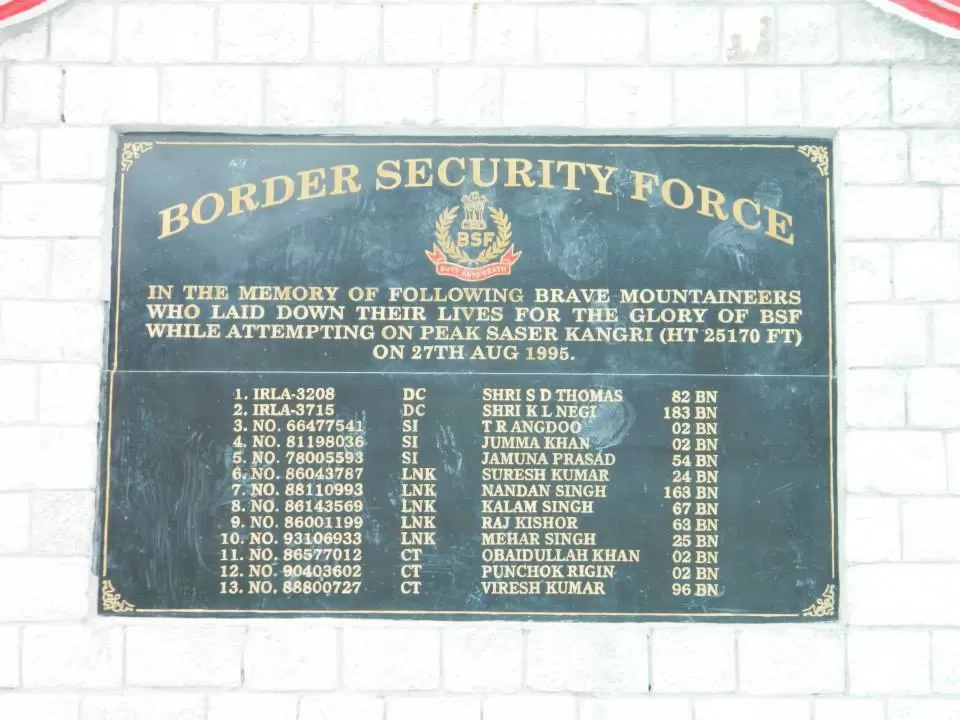 BORDER SECURITY FORCE
BSF
DUTY UNTO DEATH
IN THE MEMORY OF FOLLOWING BRAVE MOUNTAINEERS
WHO LAID DOWN THEIR LIVES FOR THE GLORY OF BSF
WHILE ATTEMPTING ON PEAK SASER KANGRI (HT 25170 FT)
ON 27TH AUG 1995.
1. IRLA-3208 DC SHRI S D THOMAS 82 BN
2. IRLA-3715 DC SHRI K L NEGI 183 BN
3. NO. 66477541 SI T R ANGDOO 02 BN
4. NO. 81198036 SI JUMMA KHAN 02 BN
5. NO. 78005593 SI JAMUNA PRASAD 54 BN
6. NO. 86043787 LNK SURESH KUMAR 24 BN
7. NO. 88110993 LNK NANDAN SINGH 163 BN
8. NO. 86143569 LNK KALAM SINGH 67 BN
9. NO. 86001199 LNK RAJ KISHOR 63 BN
10. NO. 93106933 LNK MEHAR SINGH 25 BN
11. NO. 86577012 CT OBAIDULLAH KHAN 02 BN
12. NO. 90403602 CT PUNCHOK RIGIN 02 BN
13. NO. 88800727 CT VIRESH KUMAR 96 BN